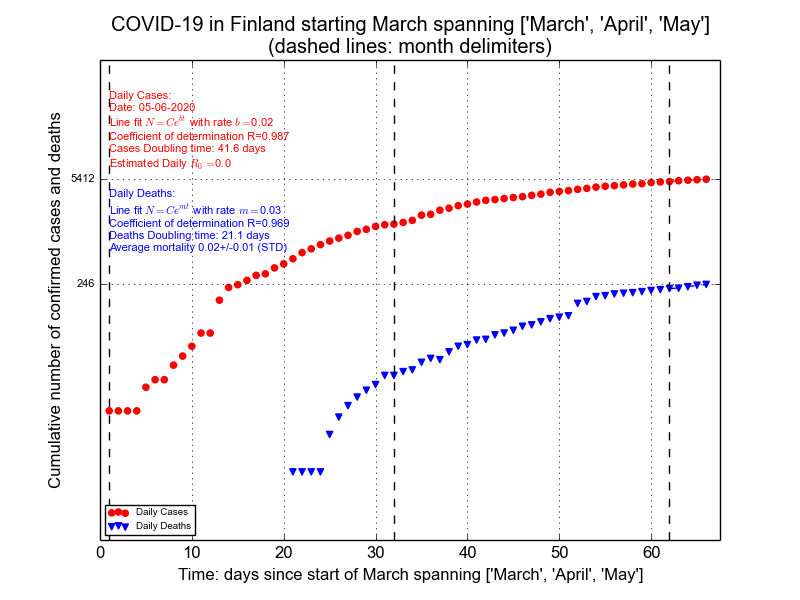 COVID-19 in Finland starting March spanning ['March', 'April', 'May']
(dashed lines: month delimiters)
Cumulative number of confirmed cases and deaths
5412
246
Daily Cases:
Date: 05-06-2020
Line fit N = Ce^{bt} with rate b = 0.02
Coefficient of determination R=0.987
Cases Doubling time: 41.6 days
Estimated Daily R_0 = 0.0
Daily Deaths:
Line fit N = Ce^{mt} with rate m = 0.03
Coefficient of determination R=0.969
Deaths Doubling time: 21.1 days
Average mortality 0.02+/-0.01 (STD)
Daily Cases
Daily Deaths
0 10 20 30 40 50 60
Time: days since start of March spanning ['March', 'April', 'May']